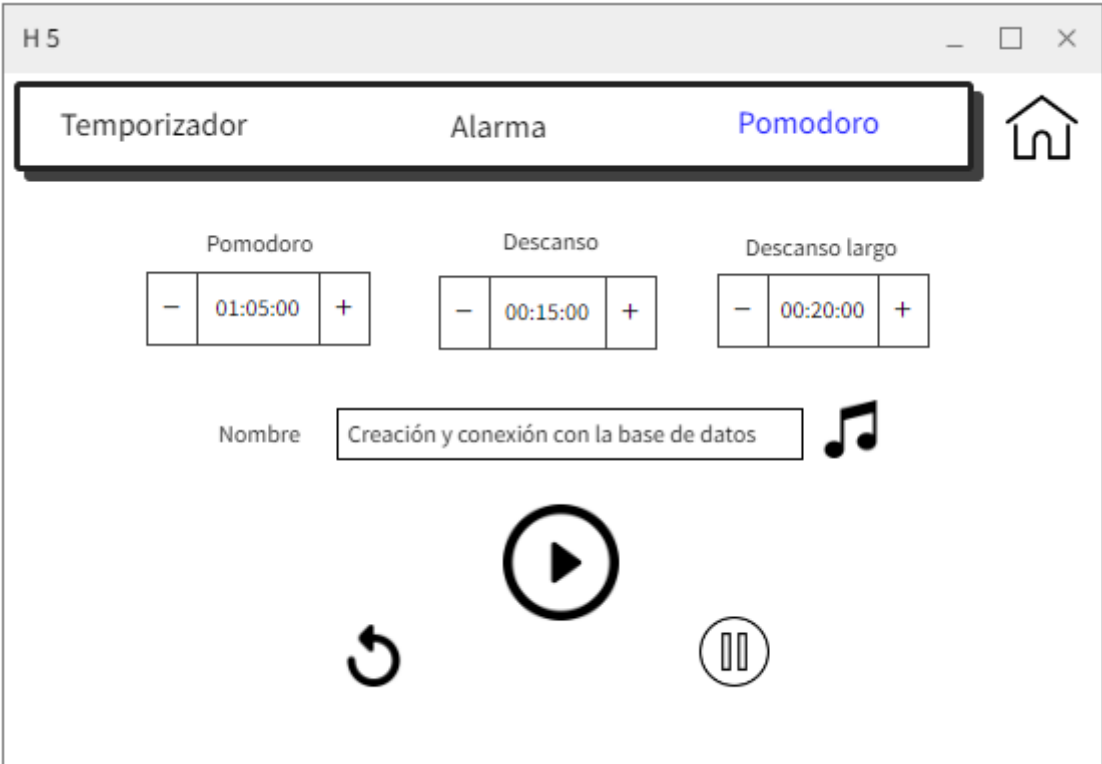 H 5
Temporizador Alarma Pomodoro
Pomodoro Descanso Descanso largo
− 01:05:00 + − 00:15:00 + − 00:20:00 +
Nombre Creación y conexión con la base de datos